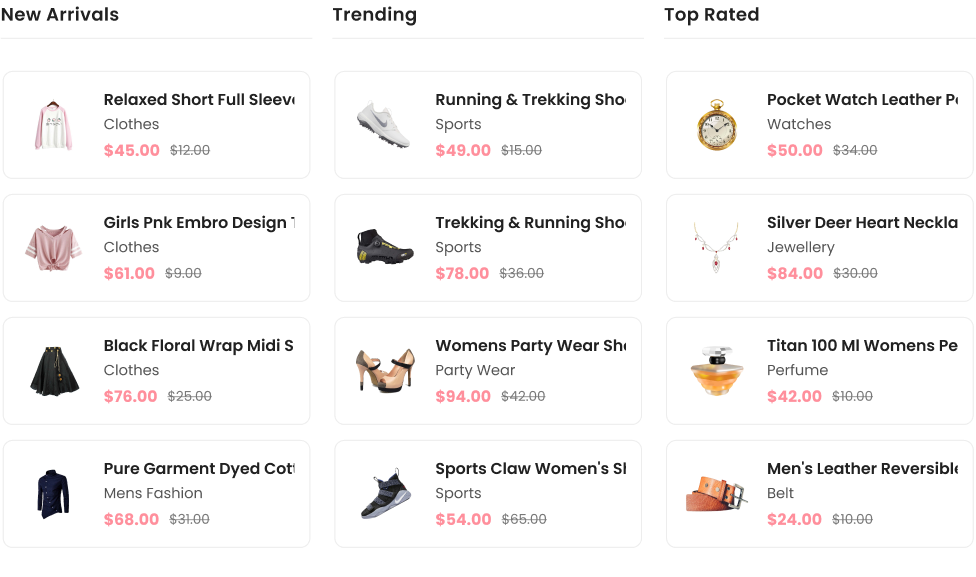 New Arrivals
Relaxed Short Full Sleeve
Clothes
$45.00 $12.00
Girls Pnk Embro Design
Clothes
$61.00 $9.00
Black Floral Wrap Midi S
Clothes
$76.00 $25.00
Pure Garment Dyed Cot
Mens Fashion
$68.00 $31.00
Trending
Running & Trekking Sho
Sports
$49.00 $15.00
Trekking & Running Sho
Sports
$78.00 $36.00
Womens Party Wear Sh
Party Wear
$94.00 $42.00
Sports Claw Women's Sh
Sports
$54.00 $65.00
Top Rated
Pocket Watch Leather Po
Watches
$50.00 $34.00
Silver Deer Heart Neckla
Jewellery
$84.00 $30.00
Titan 100 Ml Womens Pe
Perfume
$42.00 $10.00
Men's Leather Reversible
Belt
$24.00 $10.00